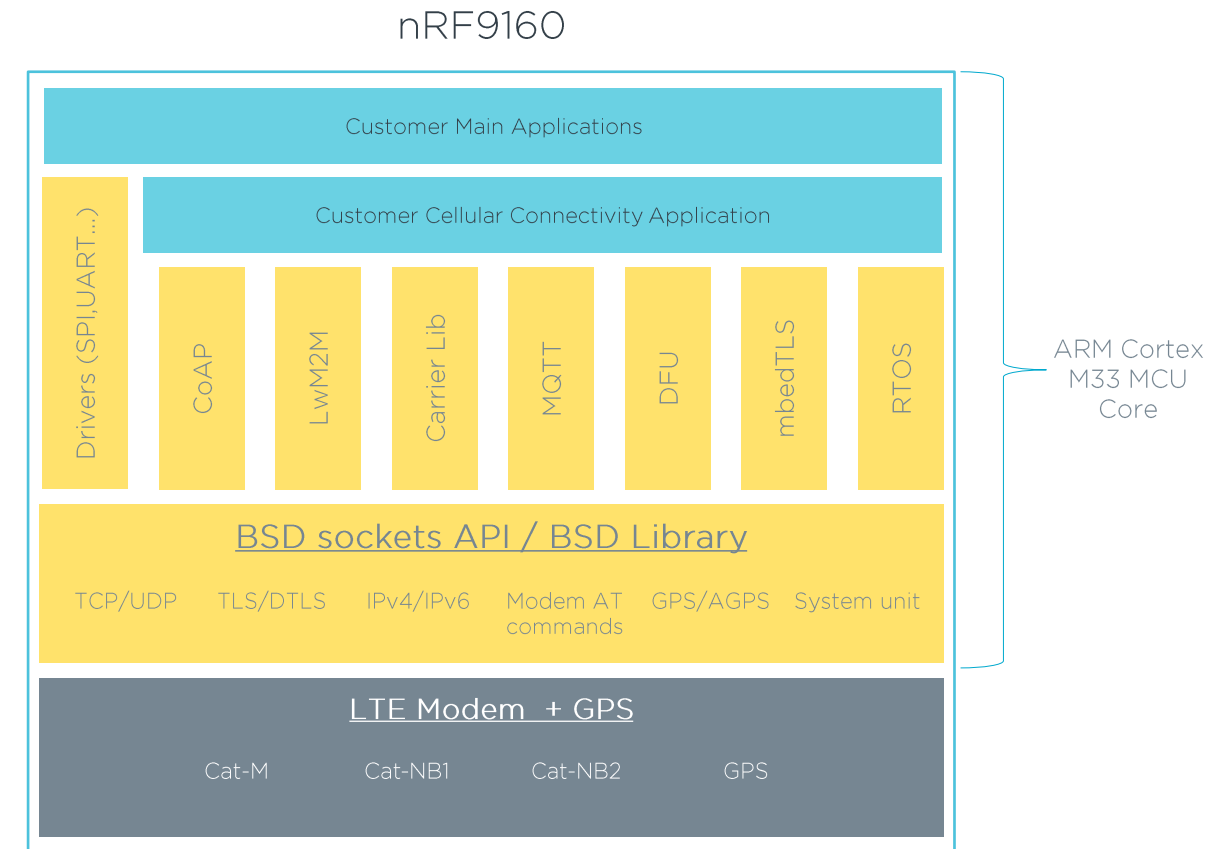 nRF9160
Customer Main Applications
Drivers (SPI,UART...)
Customer Cellular Connectivity Application
CoAP
LwM2M
Carrier Lib
MQTT
DFU
mbedTLS
RTOS
ARM Cortex
M33 MCU
Core
BSD sockets API / BSD Library
TCP/UDP TLS/DTLS IPv4/IPv6 Modem AT GPS/AGPS System unit
commands
LTE Modem + GPS
Cat-M Cat-NB1 Cat-NB2 GPS